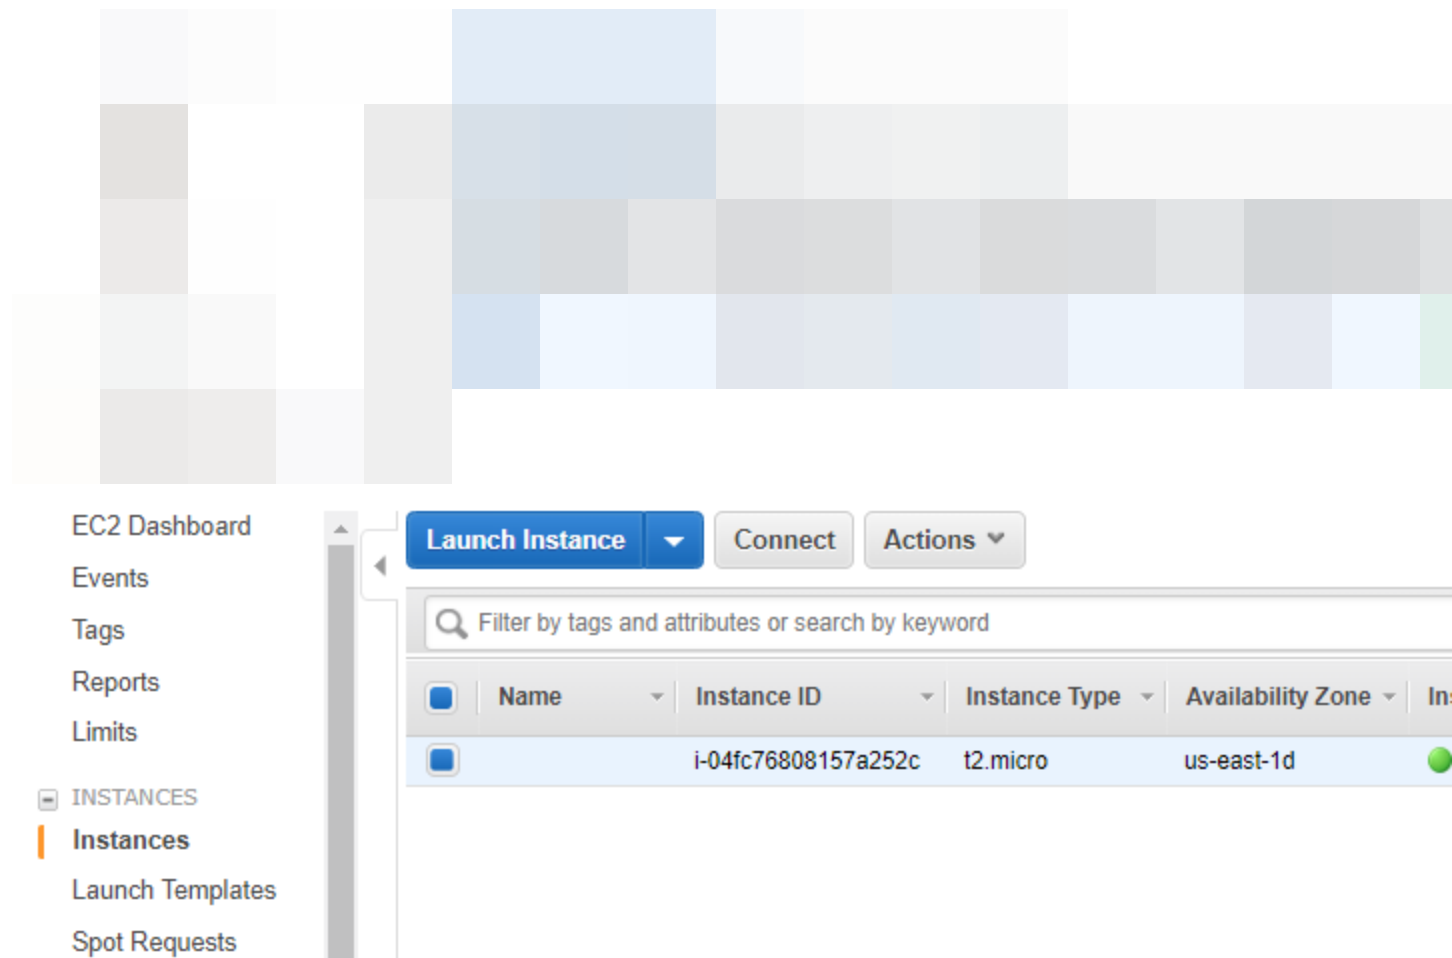 EC2 Dashboard
Events
Tags
Reports
Limits
INSTANCES
Instances
Launch Templates
Spot Requests
Launch Instance Connect Actions
Filter by tags and attributes or search by keyword
Name Instance ID Instance Type Availability Zone
i-04fc76808157a252c t2.micro us-east-1d